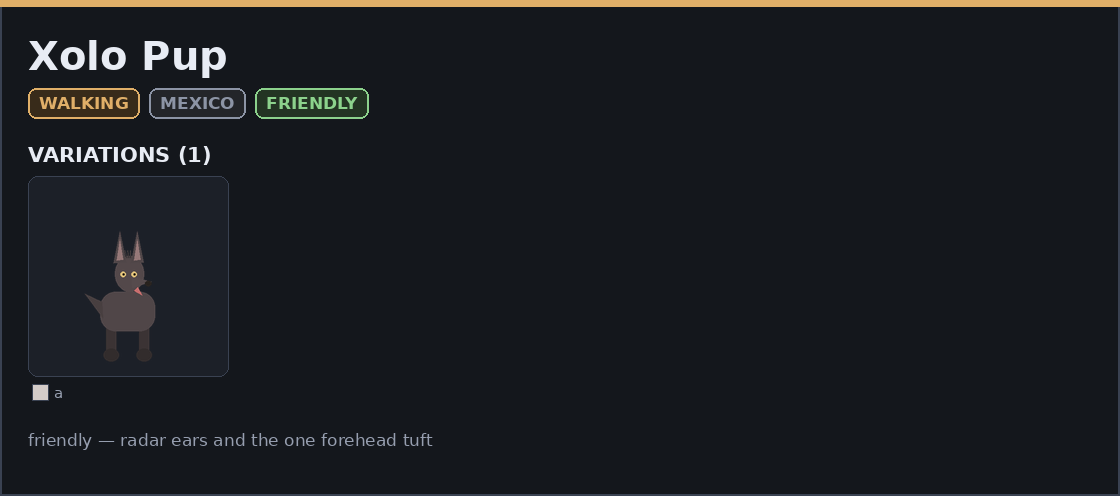 Xolo Pup
WALKING MEXICO FRIENDLY
VARIATIONS (1)
a
friendly — radar ears and the one forehead tuft